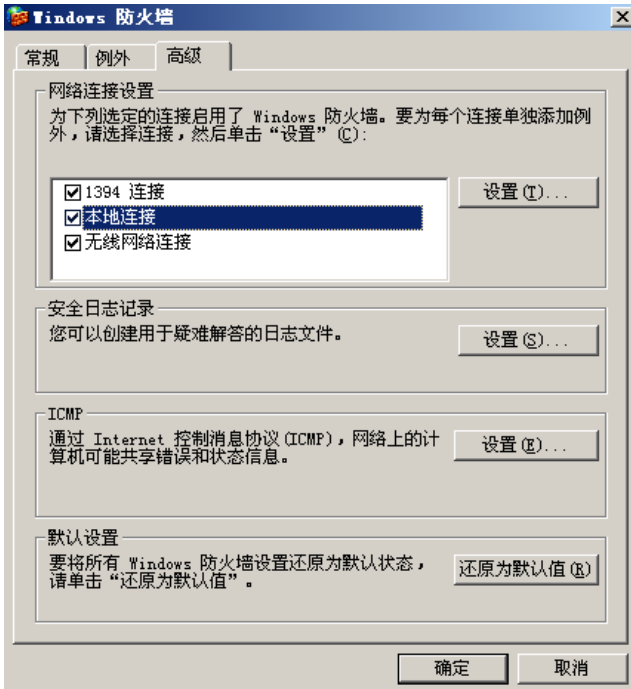 Windows 防火墙
常规 例外 高级
网络连接设置
为下列选定的连接启用了 Windows 防火墙。要为每个连接单独添加例
外，请选择连接，然后单击“设置”(C):
1394 连接
设置(T)...
本地连接
无线网络连接
安全日志记录
您可以创建用于疑难解答的日志文件。
设置(S)...
ICMP
通过 Internet 控制消息协议(ICMP)，网络上的计
算机可能共享错误和状态信息。
设置(E)...
默认设置
要将所有 Windows 防火墙设置还原为默认状态，
请单击“还原为默认值”。
还原为默认值(R)
确定 取消